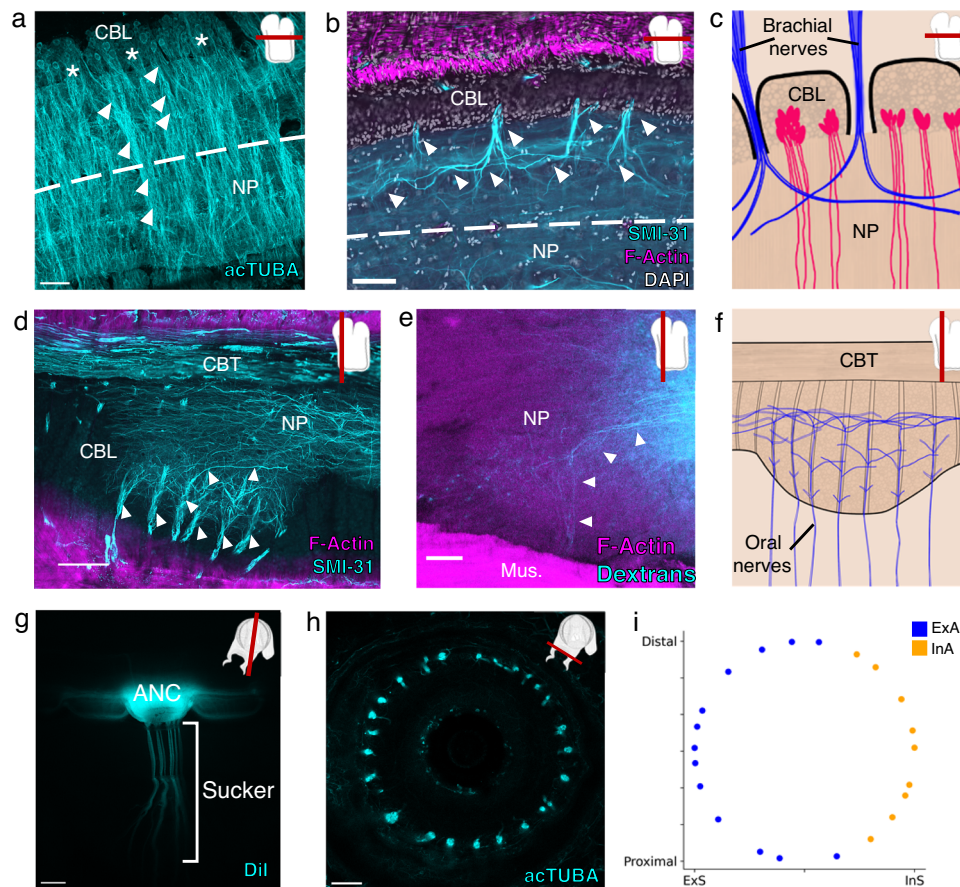 a
CBL
NP
acTUBA
b
CBL
NP
SMI-31
F-Actin
DAPI
c
Brachial
nerves
CBL
NP
d
CBT
NP
CBL
F-Actin
SMI-31
e
NP
F-Actin
Dextrans
Mus.
f
CBT
Oral
nerves
g
ANC
Sucker
DiI
h
acTUBA
i
ExA
InA
Distal
Proximal
ExS
InS